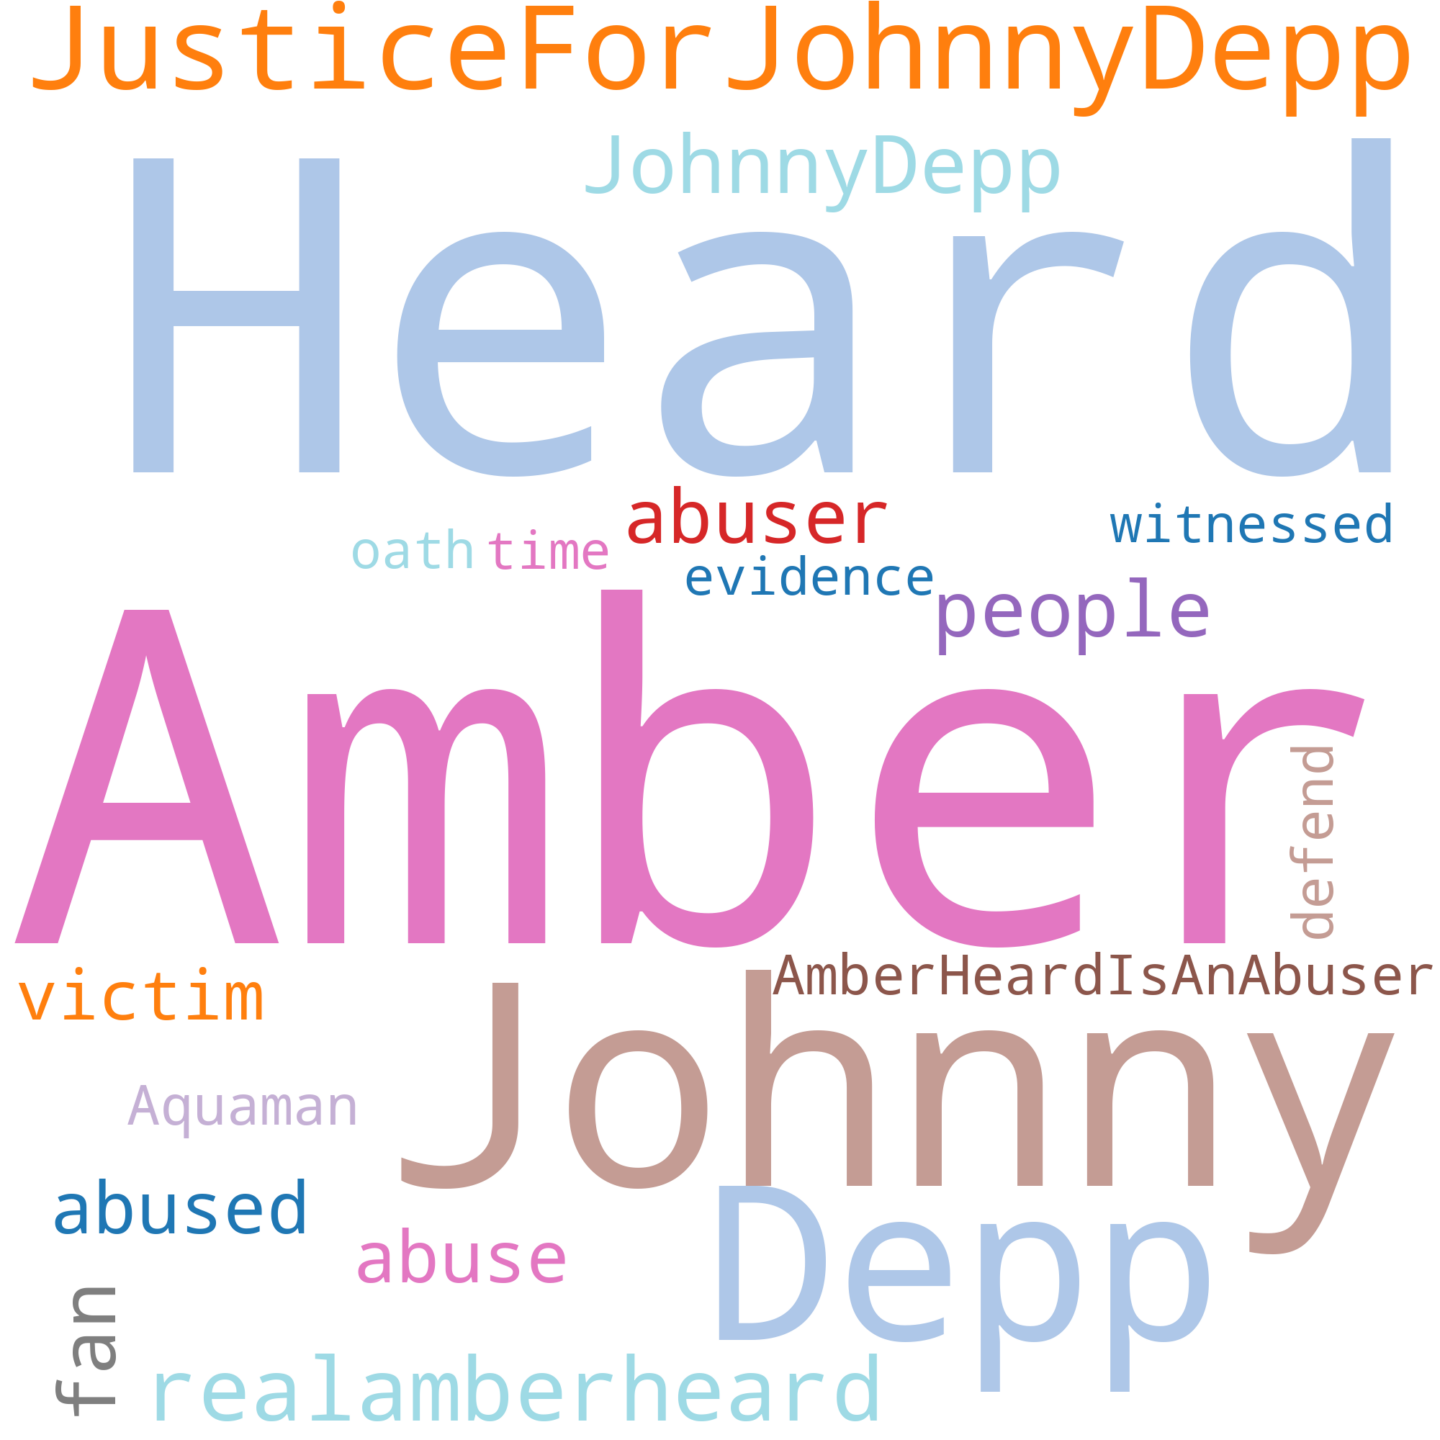 JusticeForJohnnyDepp
JohnnyDepp
Heard
abuser
witnessed
oath time
evidence
people
Amber
defend
AmberHeardIsAnAbuser
victim
Johnny
Aquaman
abused
Depp
abuse
fan
realamberheard